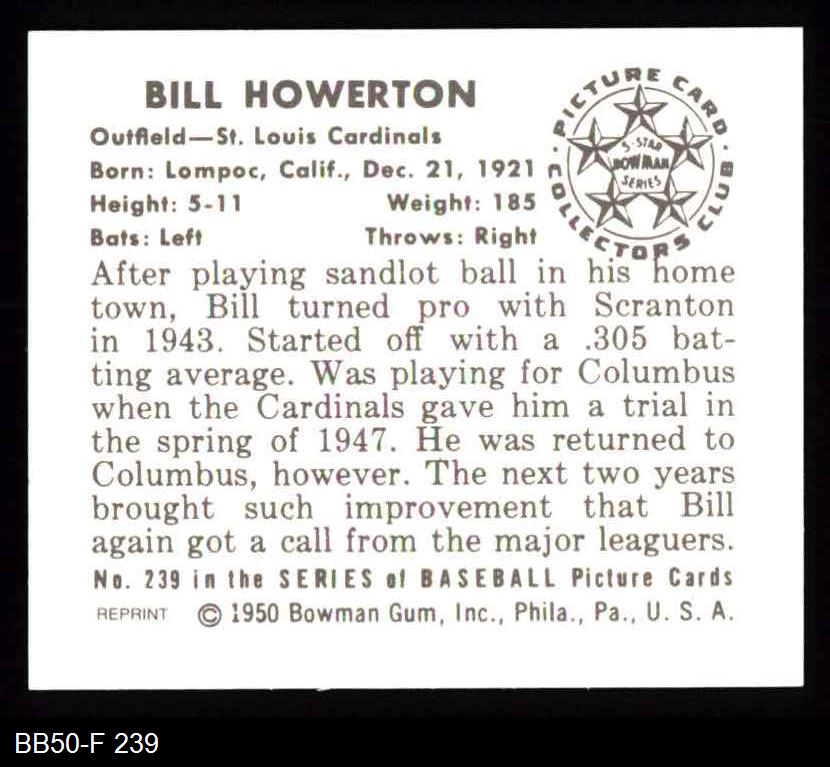 BILL HOWERTON
Outfield—St. Louis Cardinals
Born: Lompoc, Calif., Dec. 21, 1921
Height: 5-11 Weight: 185
Bats: Left Throws: Right
PICTURE CARD
COLLECTORS CLUB
5-STAR
BOWMAN
SERIES
After playing sandlot ball in his home
town, Bill turned pro with Scranton
in 1943. Started off with a .305 bat-
ting average. Was playing for Columbus
when the Cardinals gave him a trial in
the spring of 1947. He was returned to
Columbus, however. The next two years
brought such improvement that Bill
again got a call from the major leaguers.
No. 239 in the SERIES of BASEBALL Picture Cards
REPRINT © 1950 Bowman Gum, Inc., Phila., Pa., U. S. A.
BB50-F 239